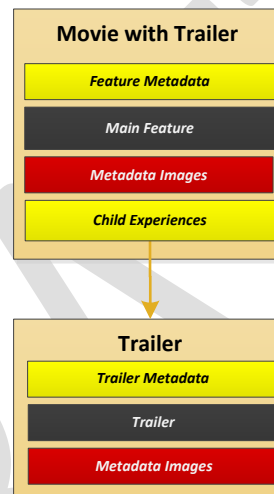 Movie with Trailer
Feature Metadata
Main Feature
Metadata Images
Child Experiences
Trailer
Trailer Metadata
Trailer
Metadata Images